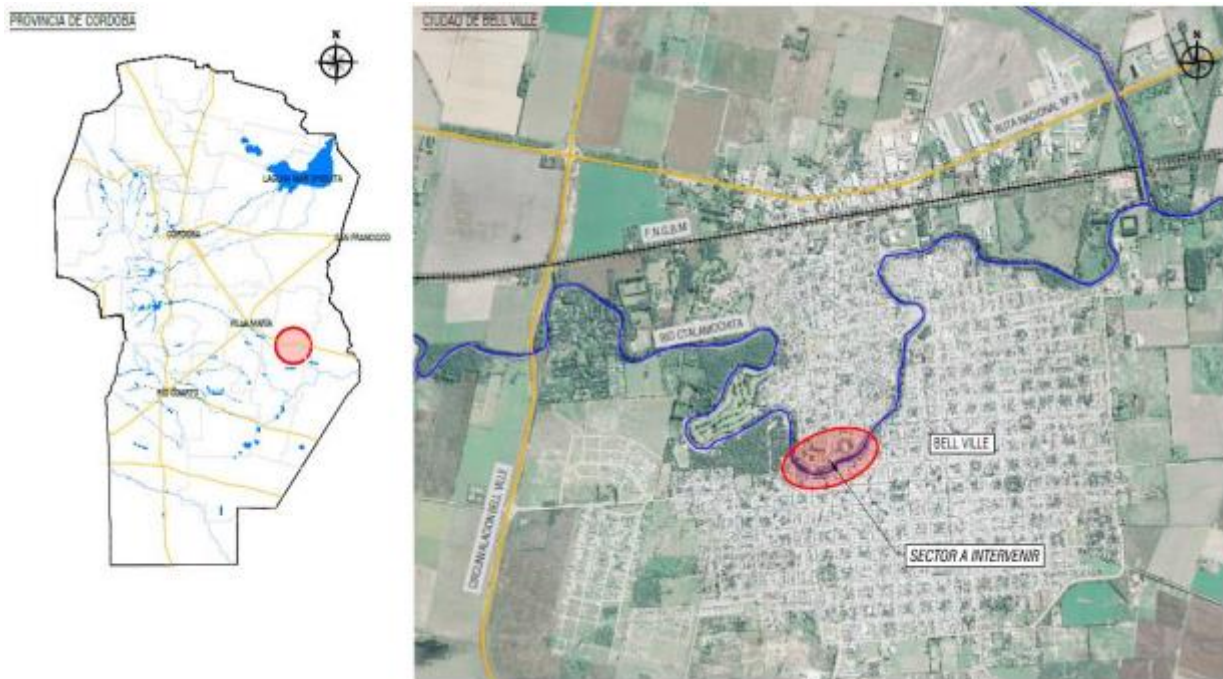 PROVINCIA DE CORDOBA
N
LAGUNA MAR CHIQUITA
CORDOBA
SAN FRANCISCO
VILLA MARIA
RIO CUARTO
CIUDAD DE BELL VILLE
N
RUTA NACIONAL Nº 9
F.N.G.B.M
RIO CTALAMOCHITA
BELL VILLE
CIRCUNVALACION BELL VILLE
SECTOR A INTERVENIR